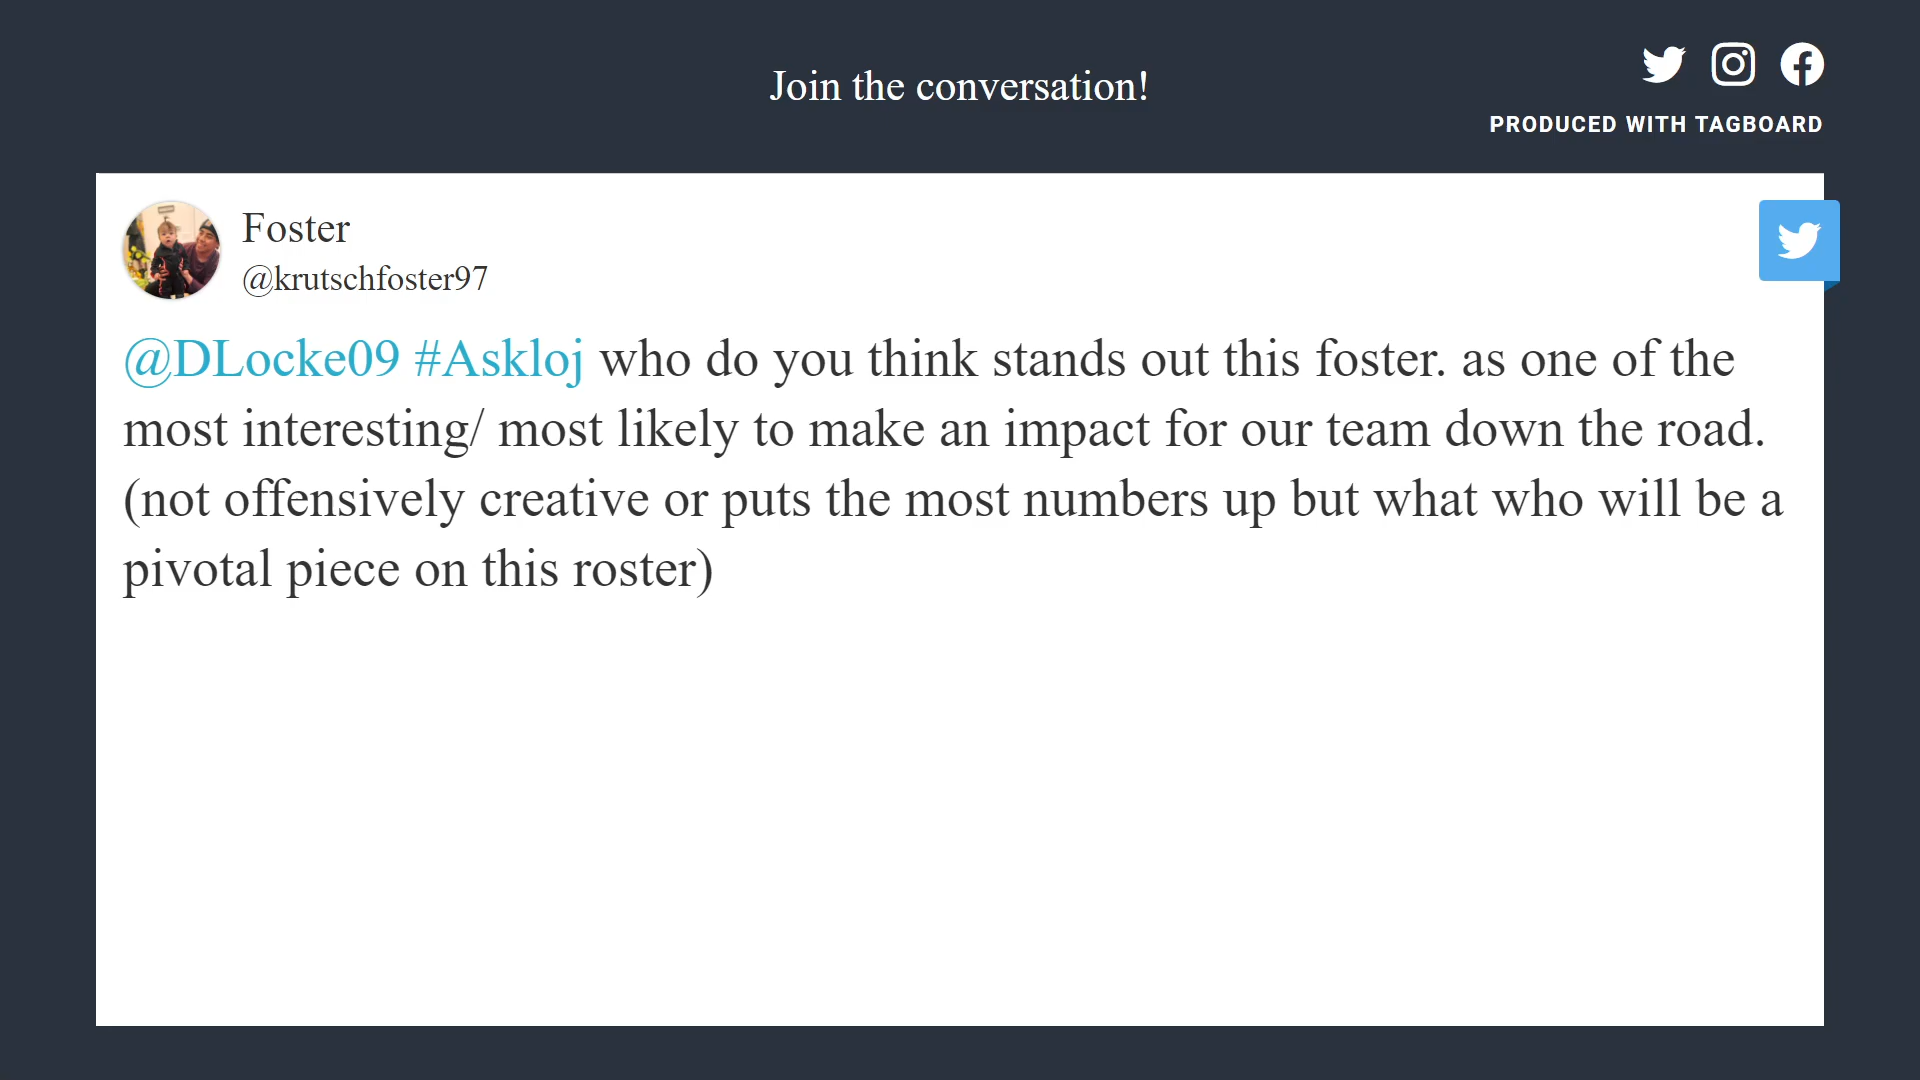 Join the conversation!
PRODUCED WITH TAGBOARD
Foster
@krutschfoster97
@DLocke09 #Askloj who do you think stands out this foster. as one of the
most interesting/ most likely to make an impact for our team down the road.
(not offensively creative or puts the most numbers up but what who will be a
pivotal piece on this roster)